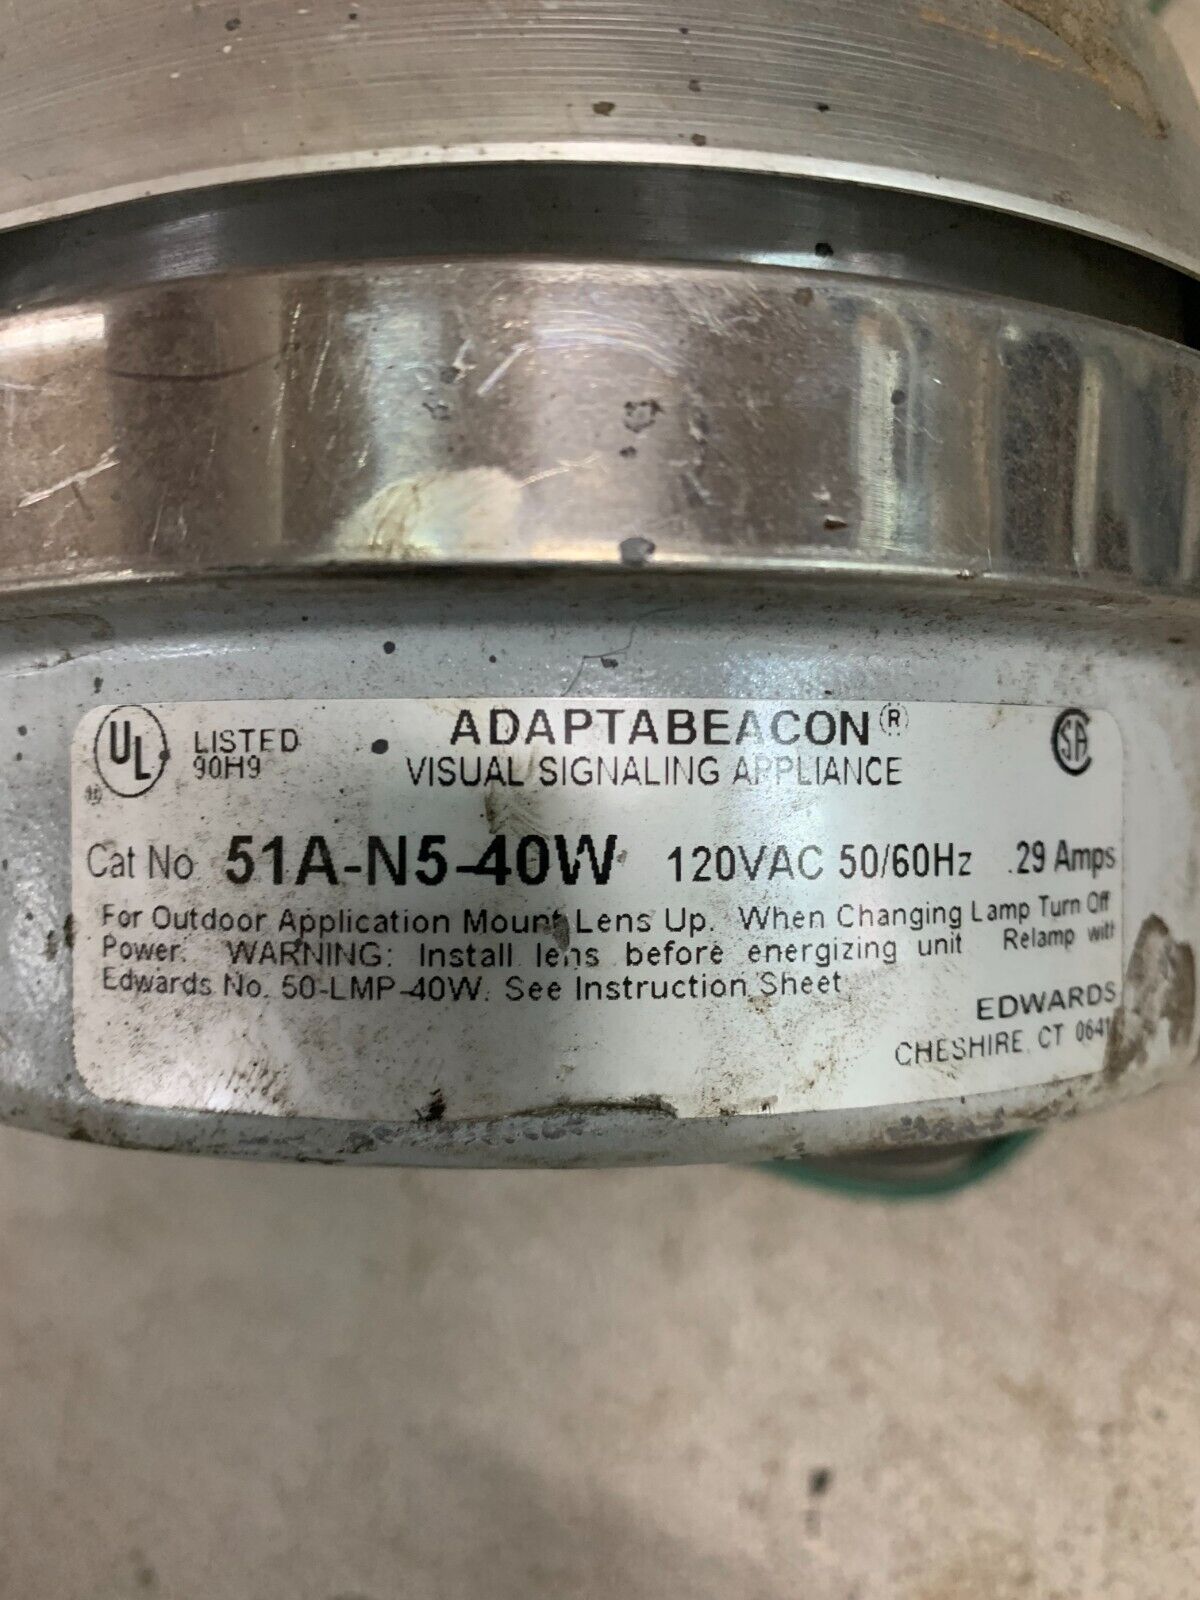 UL LISTED ADAPTABEACON® SA
90H9 VISUAL SIGNALING APPLIANCE
Cat No 51A-N5-40W 120VAC 50/60Hz .29 Amps
For Outdoor Application Mount Lens Up. When Changing Lamp Turn Off
Power. WARNING: Install lens before energizing unit Relamp with
Edwards No. 50-LMP-40W. See Instruction Sheet
EDWARDS
CHESHIRE, CT 0641